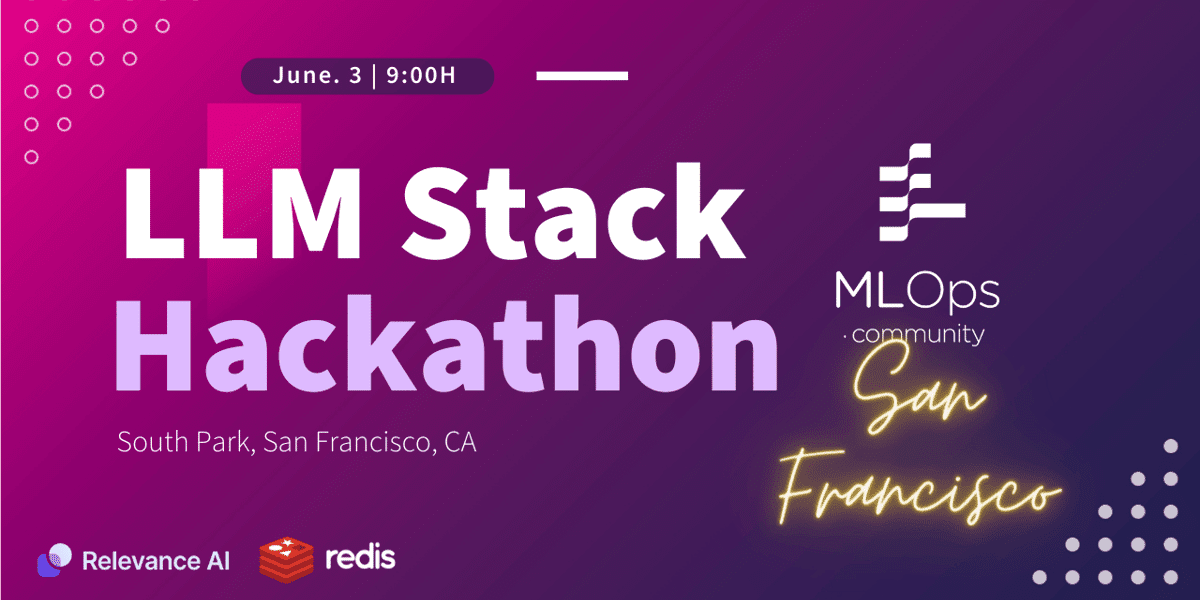 June. 3 | 9:00H
LLM Stack
Hackathon
South Park, San Francisco, CA
MLOps
· community
San
Francisco
Relevance AI
redis